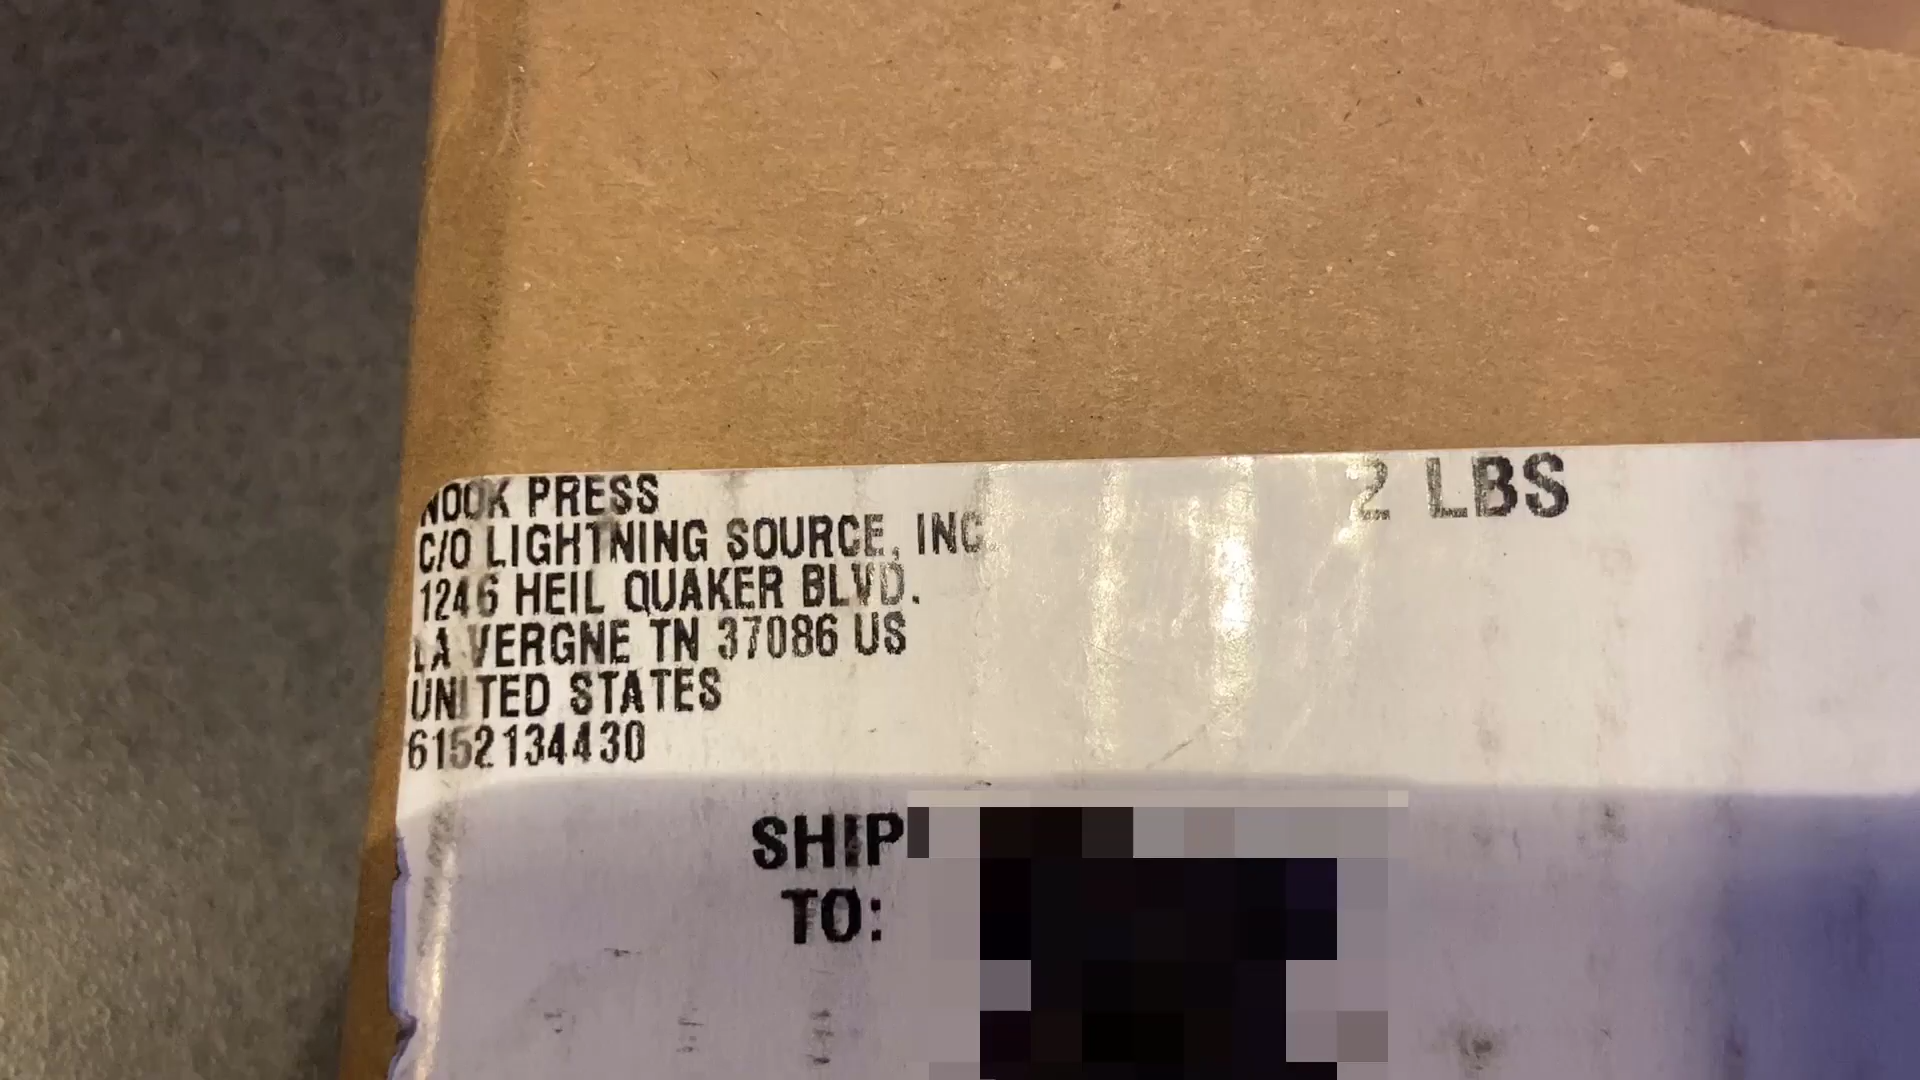 NOOK PRESS
2 LBS
C/O LIGHTNING SOURCE, INC
1246 HEIL QUAKER BLVD.
LA VERGNE TN 37086 US
UNITED STATES
6152134430
SHIP
TO: